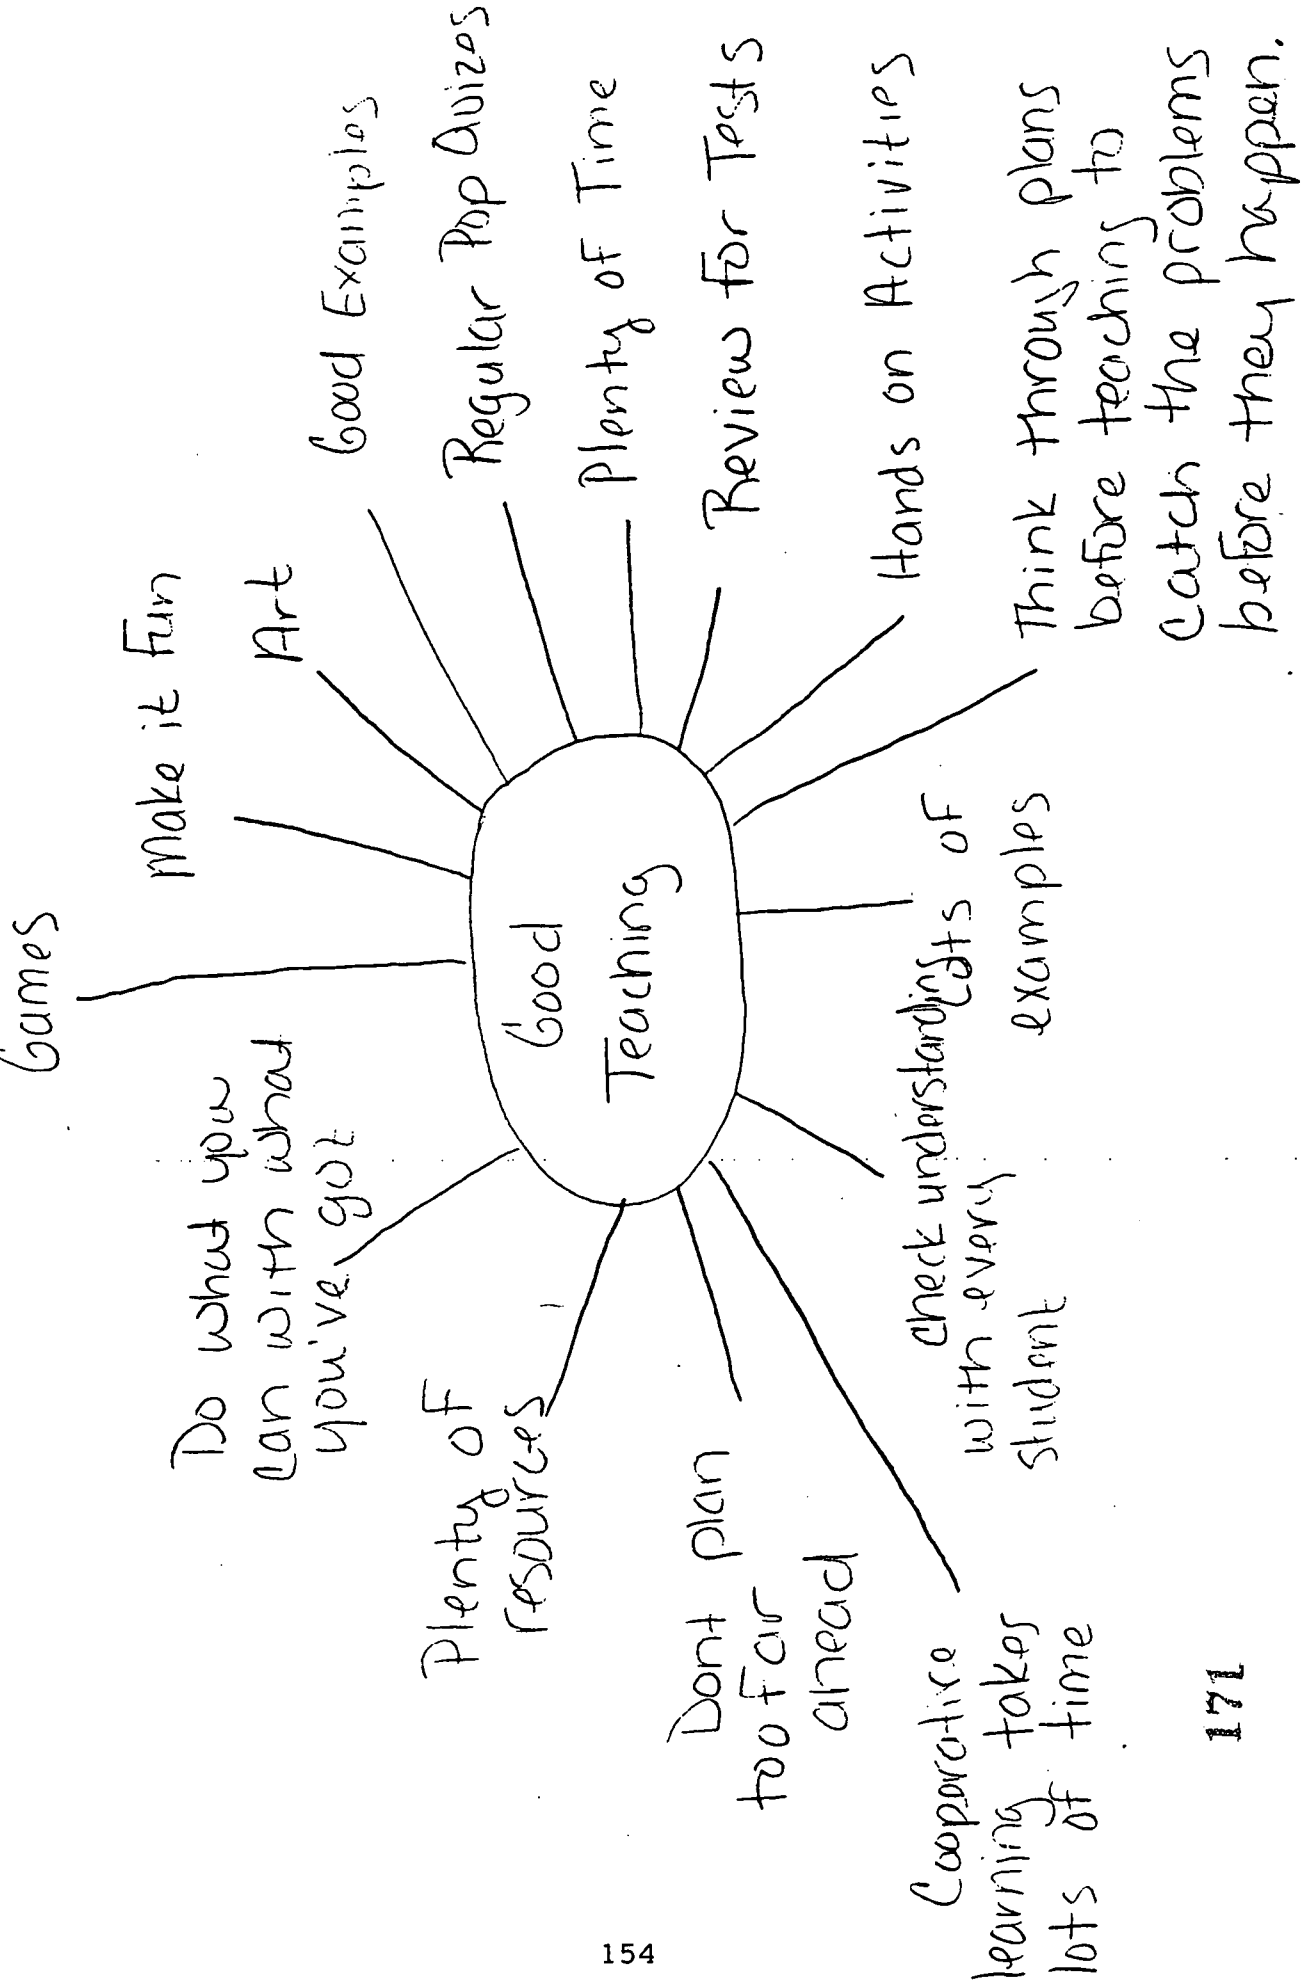 Games
make it fun
Art
Good Examples
Regular Pop Quizes
Plenty of Time
Review for Tests
Hands on Activities
Think through plans
before teaching to
catch the problems
before they happen.
Lots of
examples
check understanding
with every
student
Cooperative
learning takes
lots of time
Dont plan
too far
ahead
Plenty of
resources
Do what you
can with what
you've got
Good
Teaching
154
171